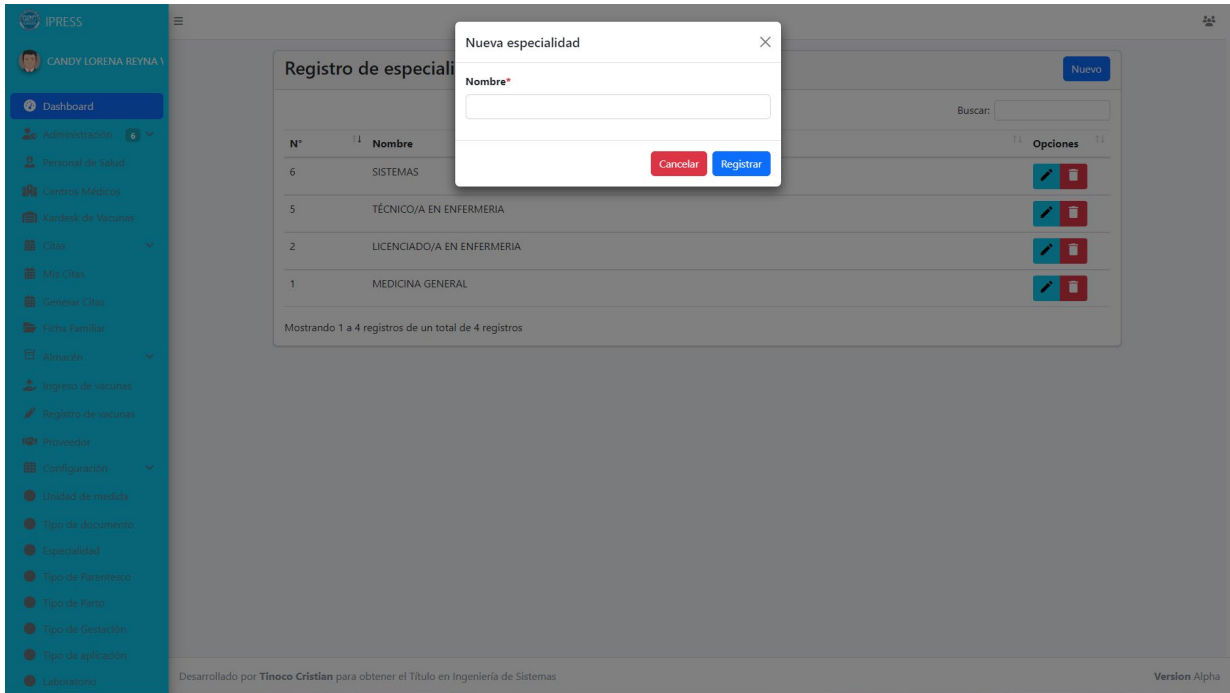 IPRESS
CANDY LORENA REYNA
Dashboard
Administración 6
Personal de Salud
Centros Médicos
Kardesk de Vacunas
Citas
Mis Citas
Generar Citas
Ficha Familiar
Almacén
Ingreso de vacunas
Registro de vacunas
Proveedor
Configuración
Unidad de medida
Tipo de documento
Especialidad
Tipo de Parentesco
Tipo de Parto
Tipo de Gestación
Tipo de aplicación
Laboratorio
Nueva especialidad
Nombre*
Cancelar Registrar
Registro de especiali
Nuevo
Buscar:
N° Nombre Opciones
6 SISTEMAS
5 TÉCNICO/A EN ENFERMERIA
2 LICENCIADO/A EN ENFERMERIA
1 MEDICINA GENERAL
Mostrando 1 a 4 registros de un total de 4 registros
Desarrollado por Tinoco Cristian para obtener el Título en Ingeniería de Sistemas
Version Alpha